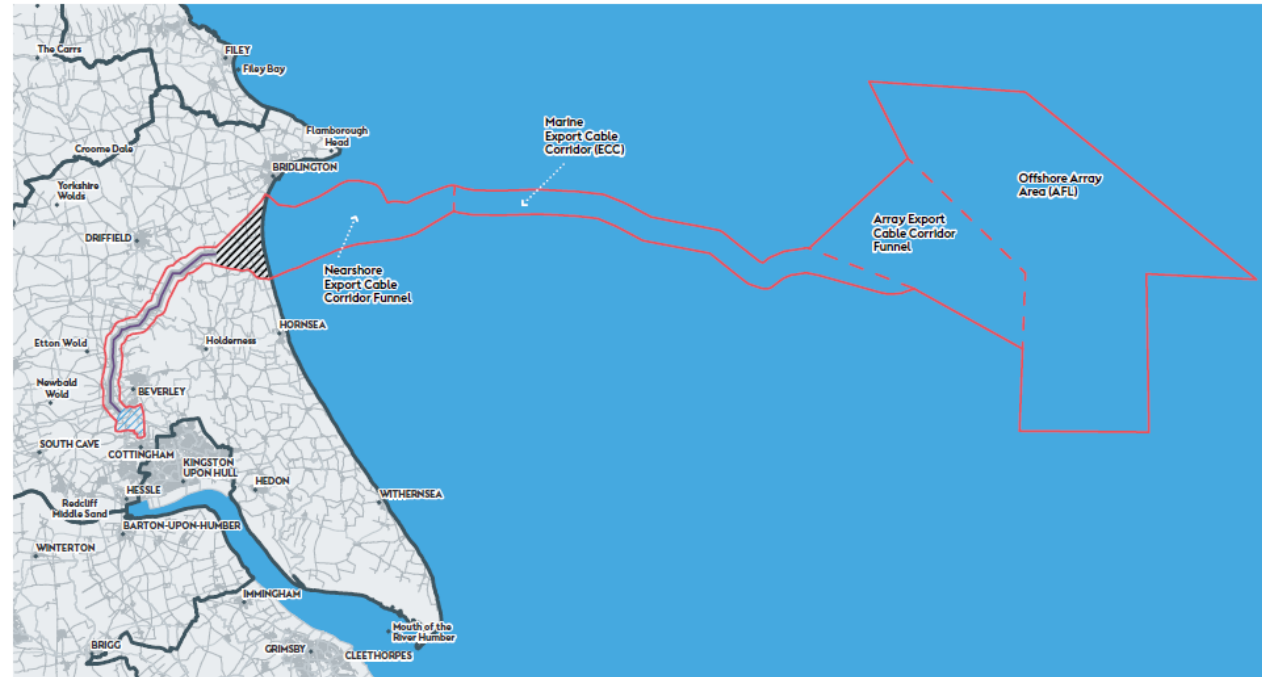 The Carrs
FILEY
Filey Bay
Flamborough
Head
Croome Dale
BRIDLINGTON
Yorkshire
Wolds
DRIFFIELD
Marine
Export Cable
Corridor (ECC)
Offshore Array
Area (AFL)
Array Export
Cable Corridor
Funnel
Nearshore
Export Cable
Corridor Funnel
HORNSEA
Etton Wold
Holderness
Newbald
Wold
BEVERLEY
SOUTH CAVE
COTTINGHAM
KINGSTON
UPON HULL
HESSLE
HEDON
WITHERNSEA
Redcliff
Middle Sand
BARTON-UPON-HUMBER
WINTERTON
IMMINGHAM
Mouth of the
River Humber
BRIGG
GRIMSBY
CLEETHORPES